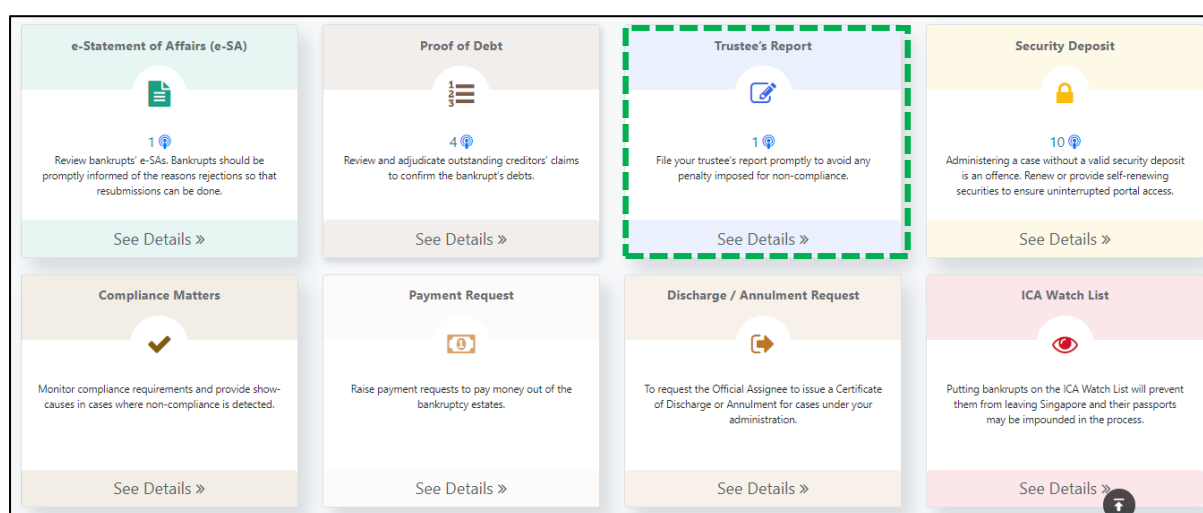 e-Statement of Affairs (e-SA)
1
Review bankrupts' e-SAs. Bankrupts should be
promptly informed of the reasons rejections so that
resubmissions can be done.
See Details »
Proof of Debt
1
2
3
4
Review and adjudicate outstanding creditors' claims
to confirm the bankrupt's debts.
See Details »
Trustee's Report
1
File your trustee's report promptly to avoid any
penalty imposed for non-compliance.
See Details »
Security Deposit
10
Administering a case without a valid security deposit
is an offence. Renew or provide self-renewing
securities to ensure uninterrupted portal access.
See Details »
Compliance Matters
Monitor compliance requirements and provide show-
causes in cases where non-compliance is detected.
See Details »
Payment Request
1
Raise payment requests to pay money out of the
bankruptcy estates.
See Details »
Discharge / Annulment Request
To request the Official Assignee to issue a Certificate
of Discharge or Annulment for cases under your
administration.
See Details »
ICA Watch List
Putting bankrupts on the ICA Watch List will prevent
them from leaving Singapore and their passports
may be impounded in the process.
See Details »